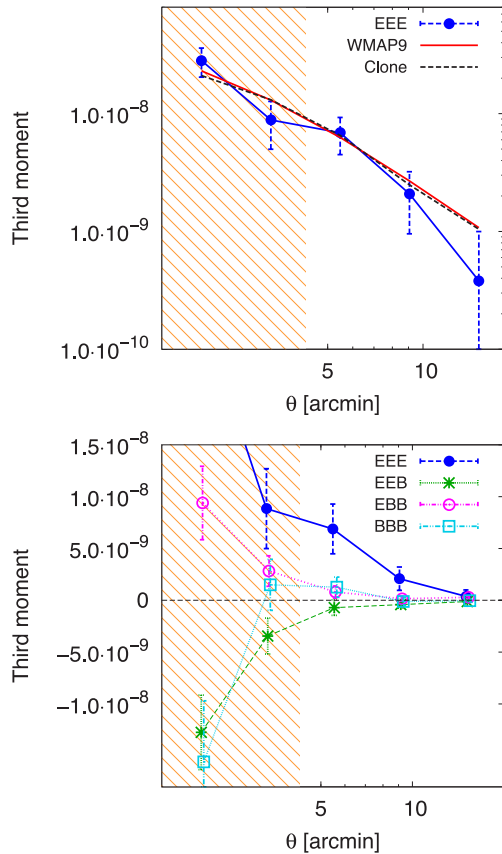 EEE
WMAP9
Clone
Third moment
1.0·10⁻⁸
1.0·10⁻⁹
1.0·10⁻¹⁰
5
10
θ [arcmin]
EEE
EEB
EBB
BBB
Third moment
1.5·10⁻⁸
1.0·10⁻⁸
5.0·10⁻⁹
0
−5.0·10⁻⁹
−1.0·10⁻⁸
5
10
θ [arcmin]